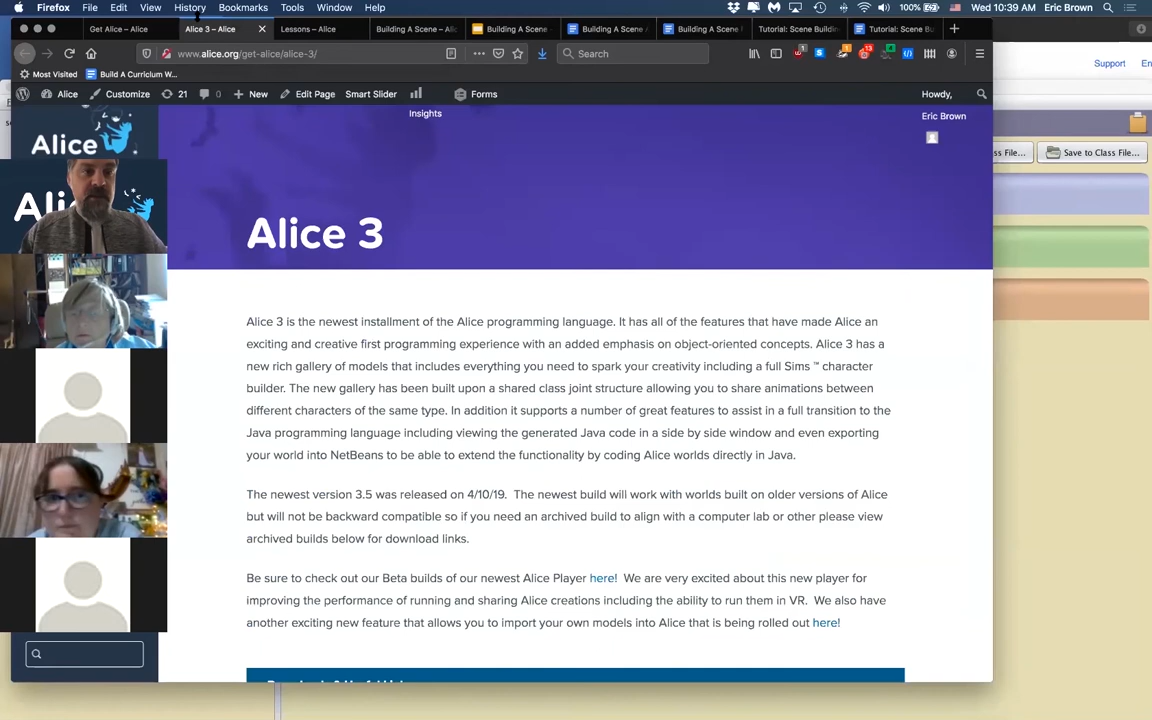 Firefox File Edit View History Bookmarks Tools Window Help 100% Wed 10:39 AM Eric Brown
Get Alice – Alice
Alice 3 – Alice
Lessons – Alice
Building A Scene – Alic
Building A Scene
Building A Scene
Building A Scene
Tutorial: Scene Building
Tutorial: Scene Bu
www.alice.org/get-alice/alice-3/
Search
1
1
13
4
Most Visited
Build A Curriculum W...
Support
En
Alice
Customize
21
0
New
Edit Page
Smart Slider
Insights
Forms
Howdy,
Eric Brown
Alice
ss File...
Save to Class File...
Alice 3
Alice 3 is the newest installment of the Alice programming language. It has all of the features that have made Alice an
exciting and creative first programming experience with an added emphasis on object-oriented concepts. Alice 3 has a
new rich gallery of models that includes everything you need to spark your creativity including a full Sims ™ character
builder. The new gallery has been built upon a shared class joint structure allowing you to share animations between
different characters of the same type. In addition it supports a number of great features to assist in a full transition to the
Java programming language including viewing the generated Java code in a side by side window and even exporting
your world into NetBeans to be able to extend the functionality by coding Alice worlds directly in Java.
The newest version 3.5 was released on 4/10/19. The newest build will work with worlds built on older versions of Alice
but will not be backward compatible so if you need an archived build to align with a computer lab or other please view
archived builds below for download links.
Be sure to check out our Beta builds of our newest Alice Player here! We are very excited about this new player for
improving the performance of running and sharing Alice creations including the ability to run them in VR. We also have
another exciting new feature that allows you to import your own models into Alice that is being rolled out here!